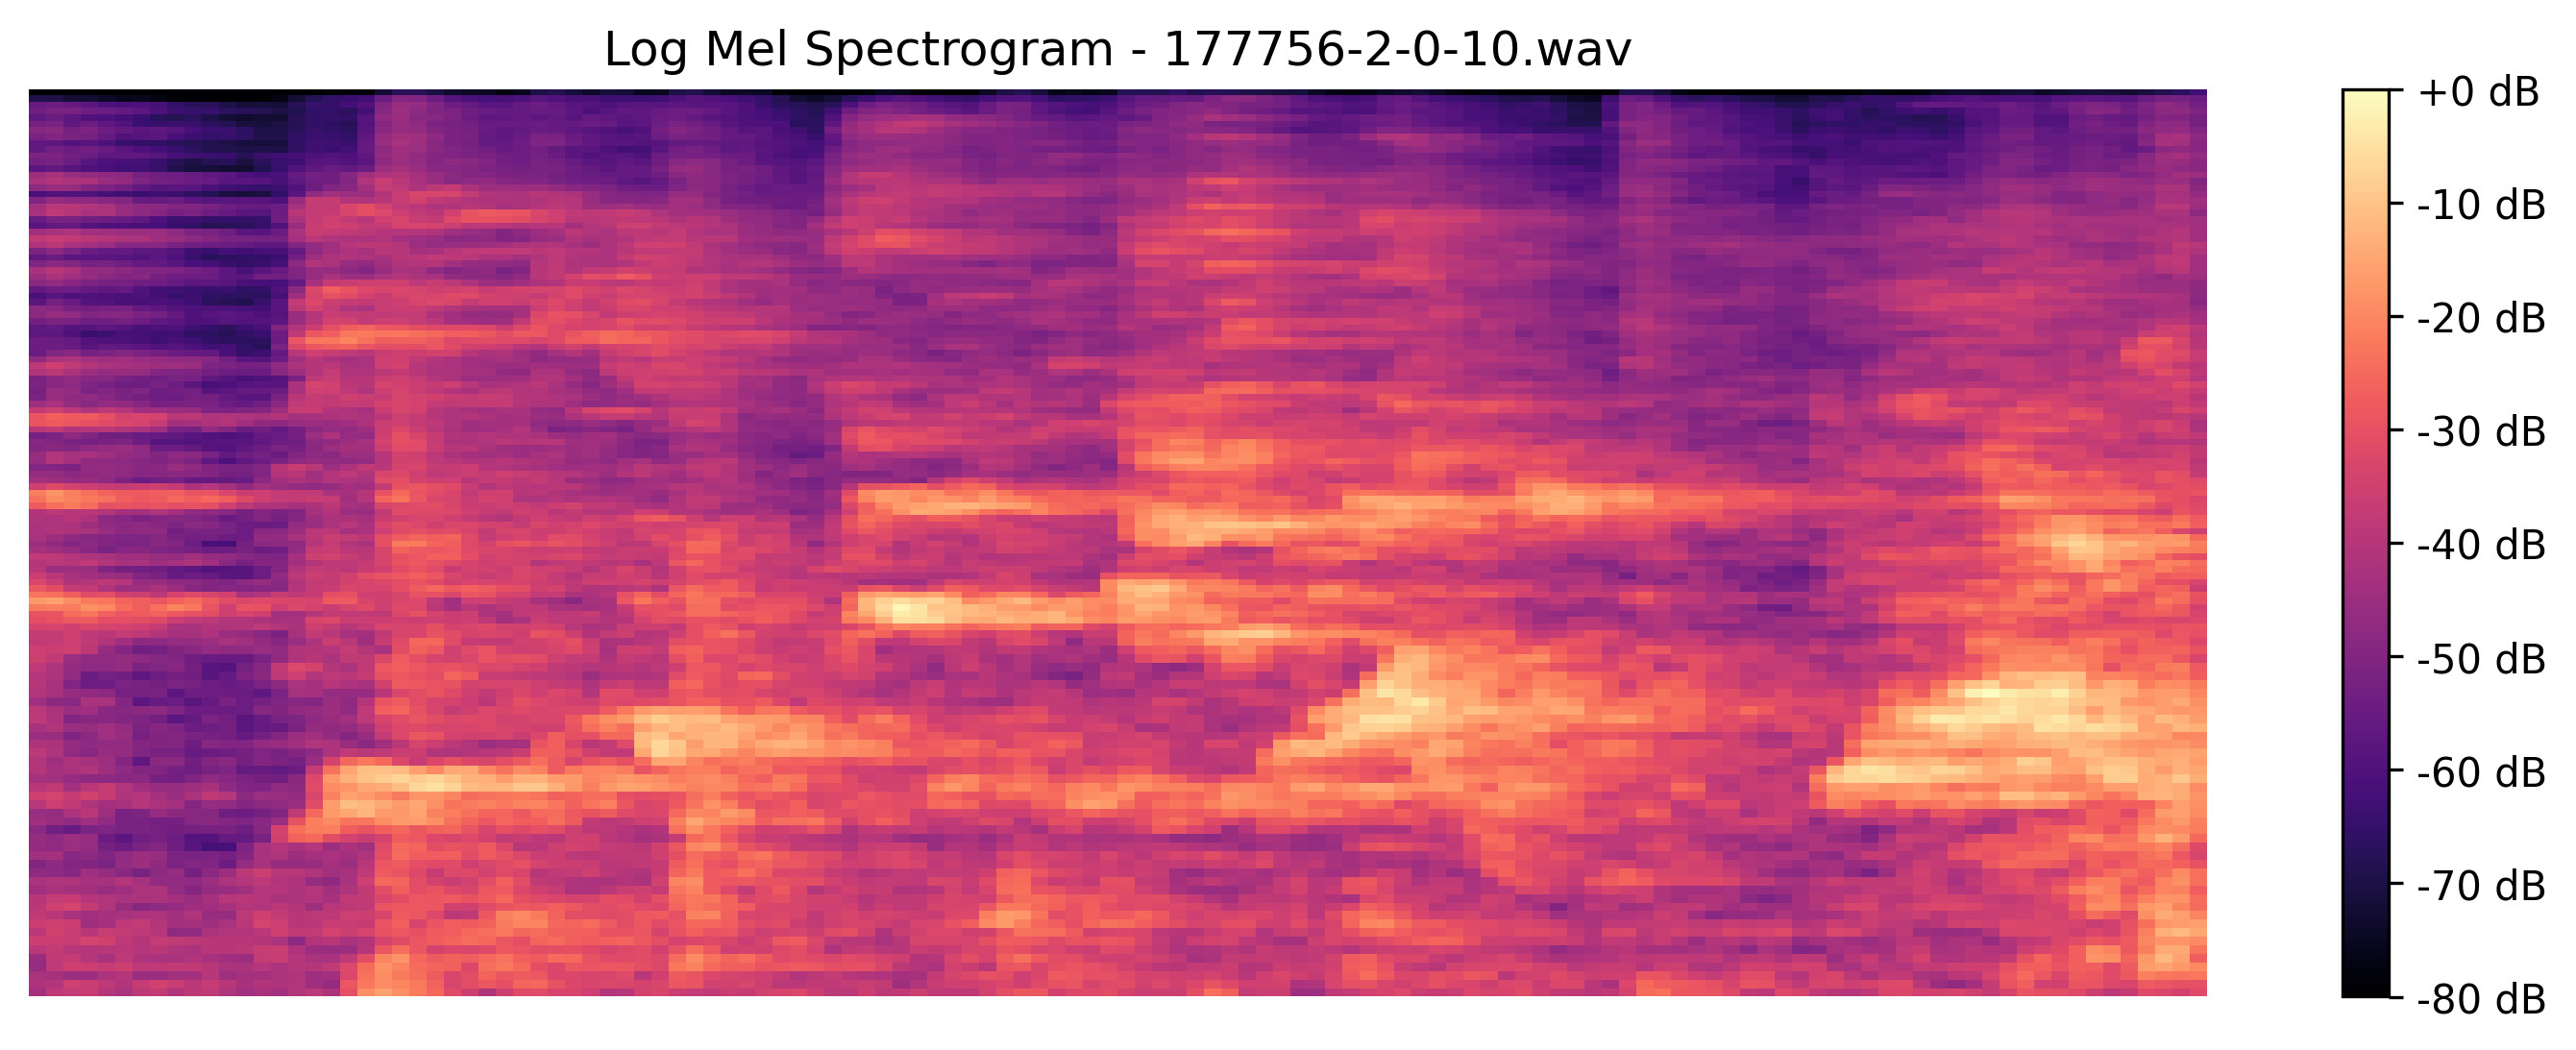 Log Mel Spectrogram - 177756-2-0-10.wav
+0 dB
-10 dB
-20 dB
-30 dB
-40 dB
-50 dB
-60 dB
-70 dB
-80 dB